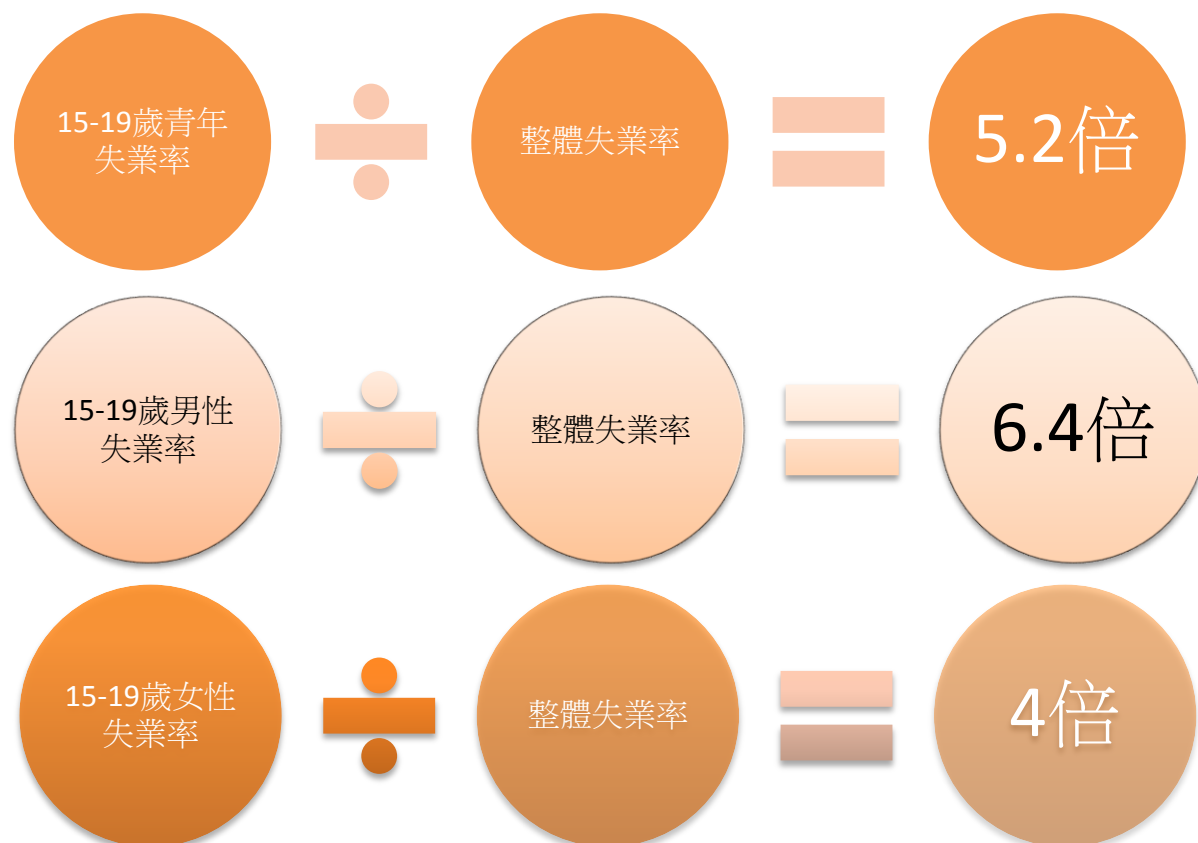 15-19歲青年
失業率
整體失業率
5.2倍
15-19歲男性
失業率
整體失業率
6.4倍
15-19歲女性
失業率
整體失業率
4倍